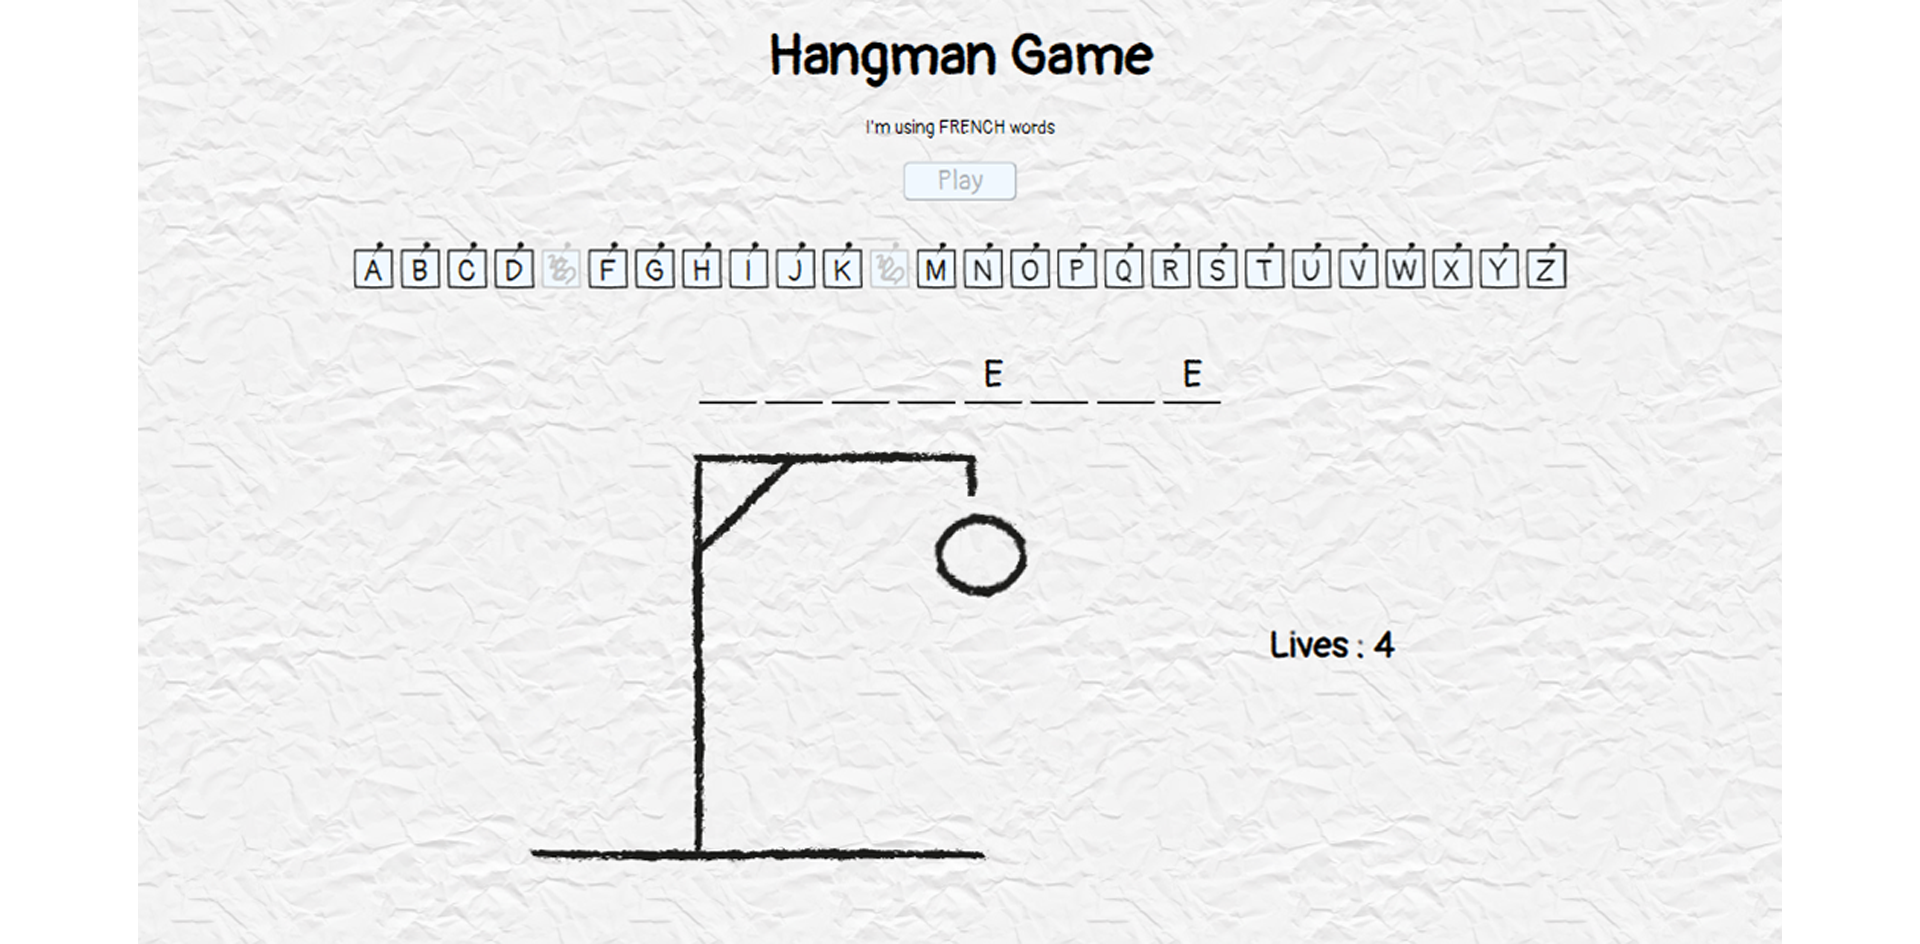 Hangman Game
I'm using FRENCH words
Play
A B C D F G H I J K M N O P Q R S T U V W X Y Z
E E
Lives : 4